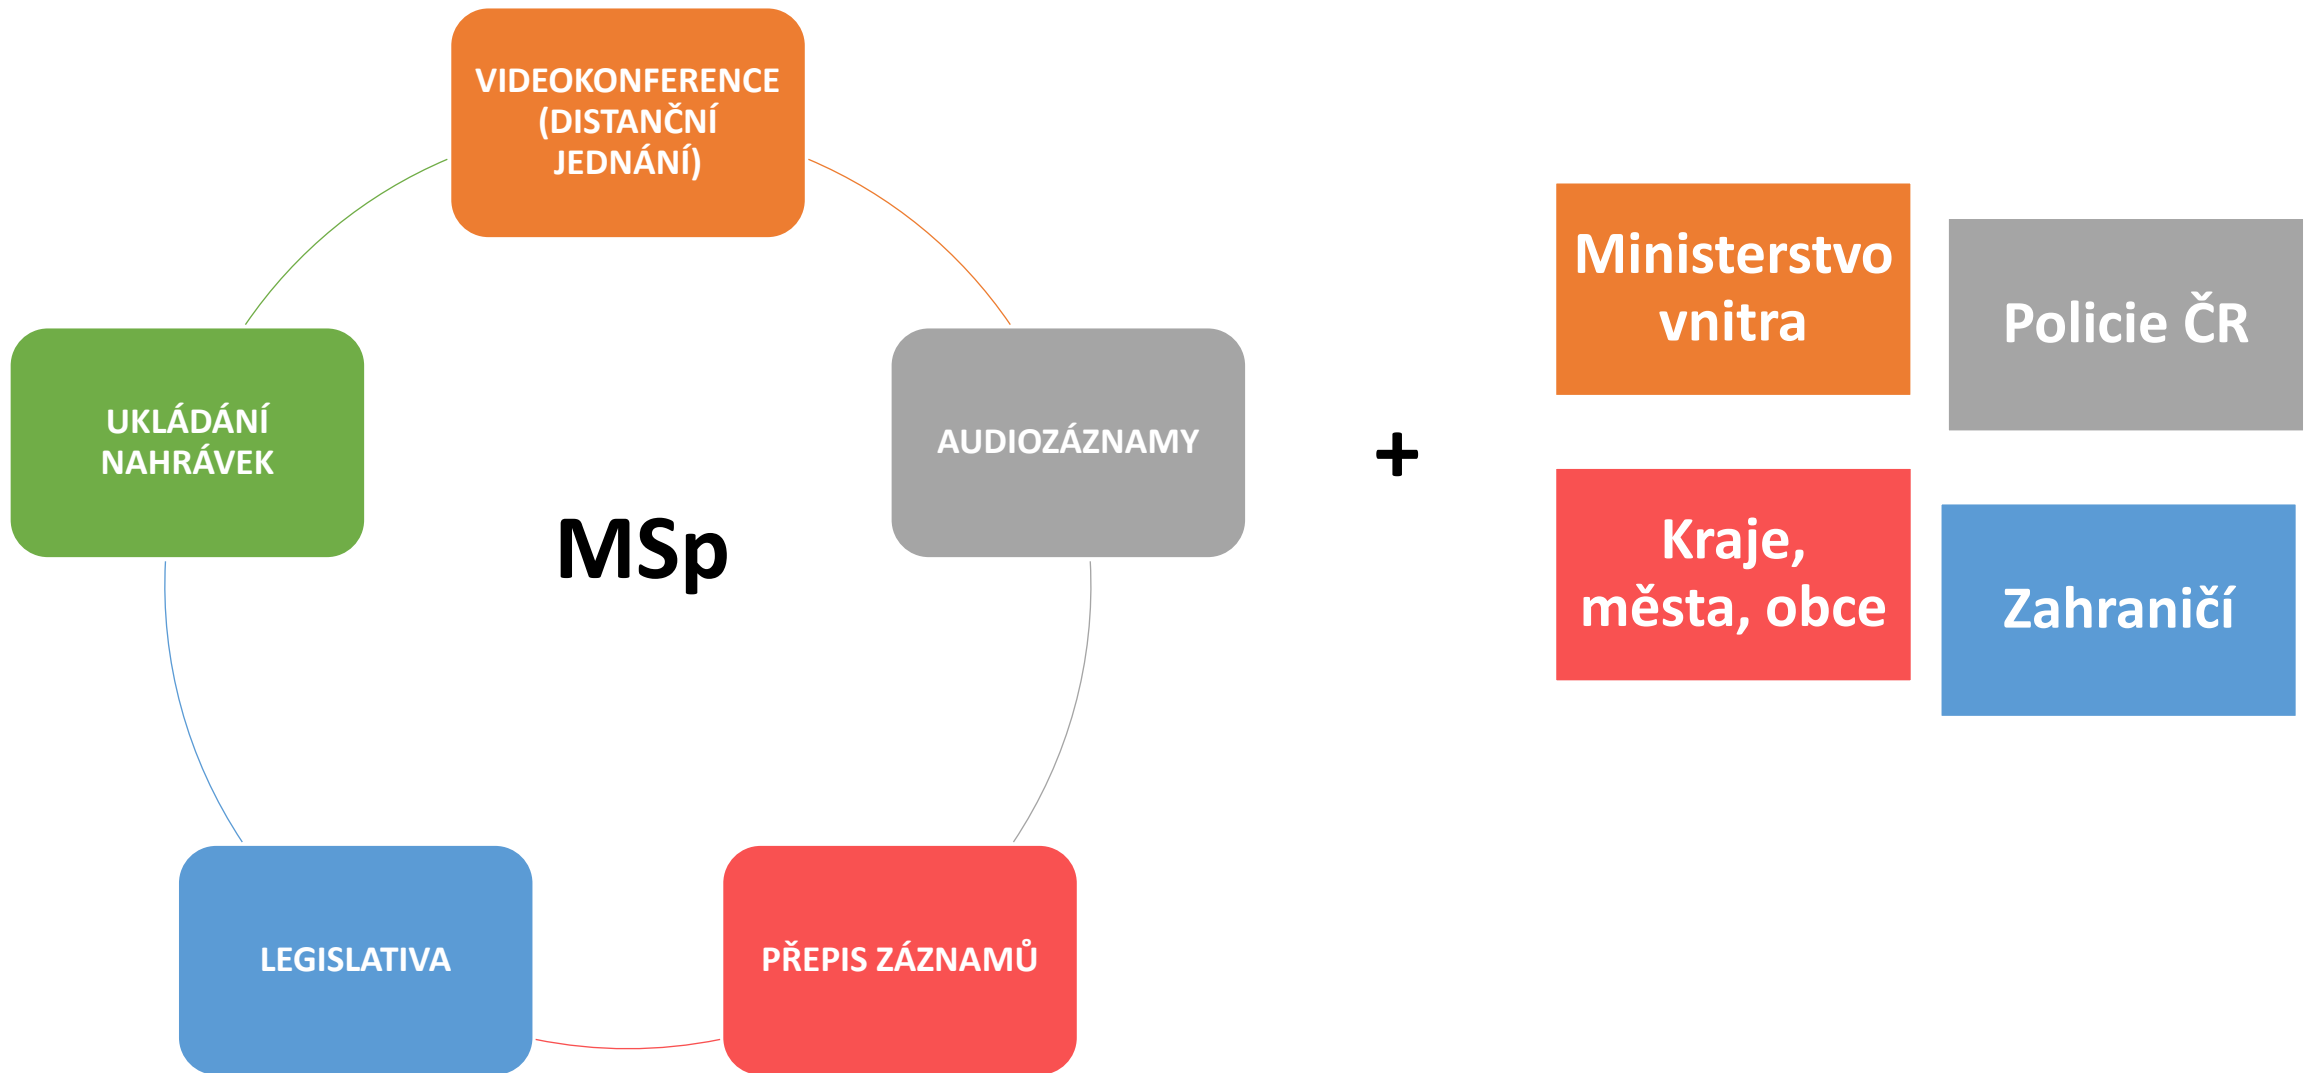 VIDEOKONFERENCE
(DISTANČNÍ
JEDNÁNÍ)
AUDIOZÁZNAMY
PŘEPIS ZÁZNAMŮ
LEGISLATIVA
UKLÁDÁNÍ
NAHRÁVEK
MSp
+
Ministerstvo
vnitra
Policie ČR
Kraje,
města, obce
Zahraničí